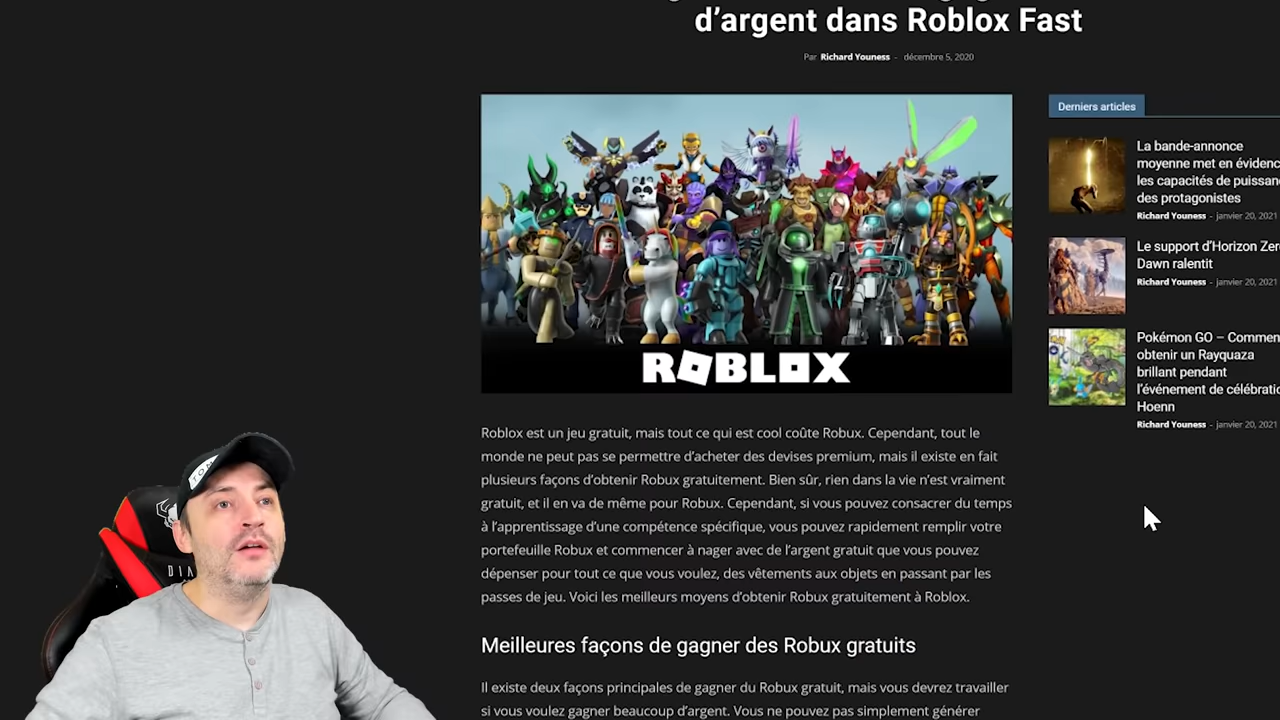 d'argent dans Roblox Fast
Par Richard Youness - décembre 5, 2020
ROBLOX
Roblox est un jeu gratuit, mais tout ce qui est cool coûte Robux. Cependant, tout le
monde ne peut pas se permettre d'acheter des devises premium, mais il existe en fait
plusieurs façons d'obtenir Robux gratuitement. Bien sûr, rien dans la vie n'est vraiment
gratuit, et il en va de même pour Robux. Cependant, si vous pouvez consacrer du temps
à l'apprentissage d'une compétence spécifique, vous pouvez rapidement remplir votre
portefeuille Robux et commencer à nager avec de l'argent gratuit que vous pouvez
dépenser pour tout ce que vous voulez, des vêtements aux objets en passant par les
passes de jeu. Voici les meilleurs moyens d'obtenir Robux gratuitement à Roblox.
Meilleures façons de gagner des Robux gratuits
Il existe deux façons principales de gagner du Robux gratuit, mais vous devrez travailler
si vous voulez gagner beaucoup d'argent. Vous ne pouvez pas simplement générer
Derniers articles
La bande-annonce
moyenne met en évidenc
les capacités de puissan
des protagonistes
Richard Youness - janvier 20, 2021
Le support d'Horizon Zer
Dawn ralentit
Richard Youness - janvier 20, 2021
Pokémon GO – Commen
obtenir un Rayquaza
brillant pendant
l'événement de célébratio
Hoenn
Richard Youness - janvier 20, 2021
TOM
DIA